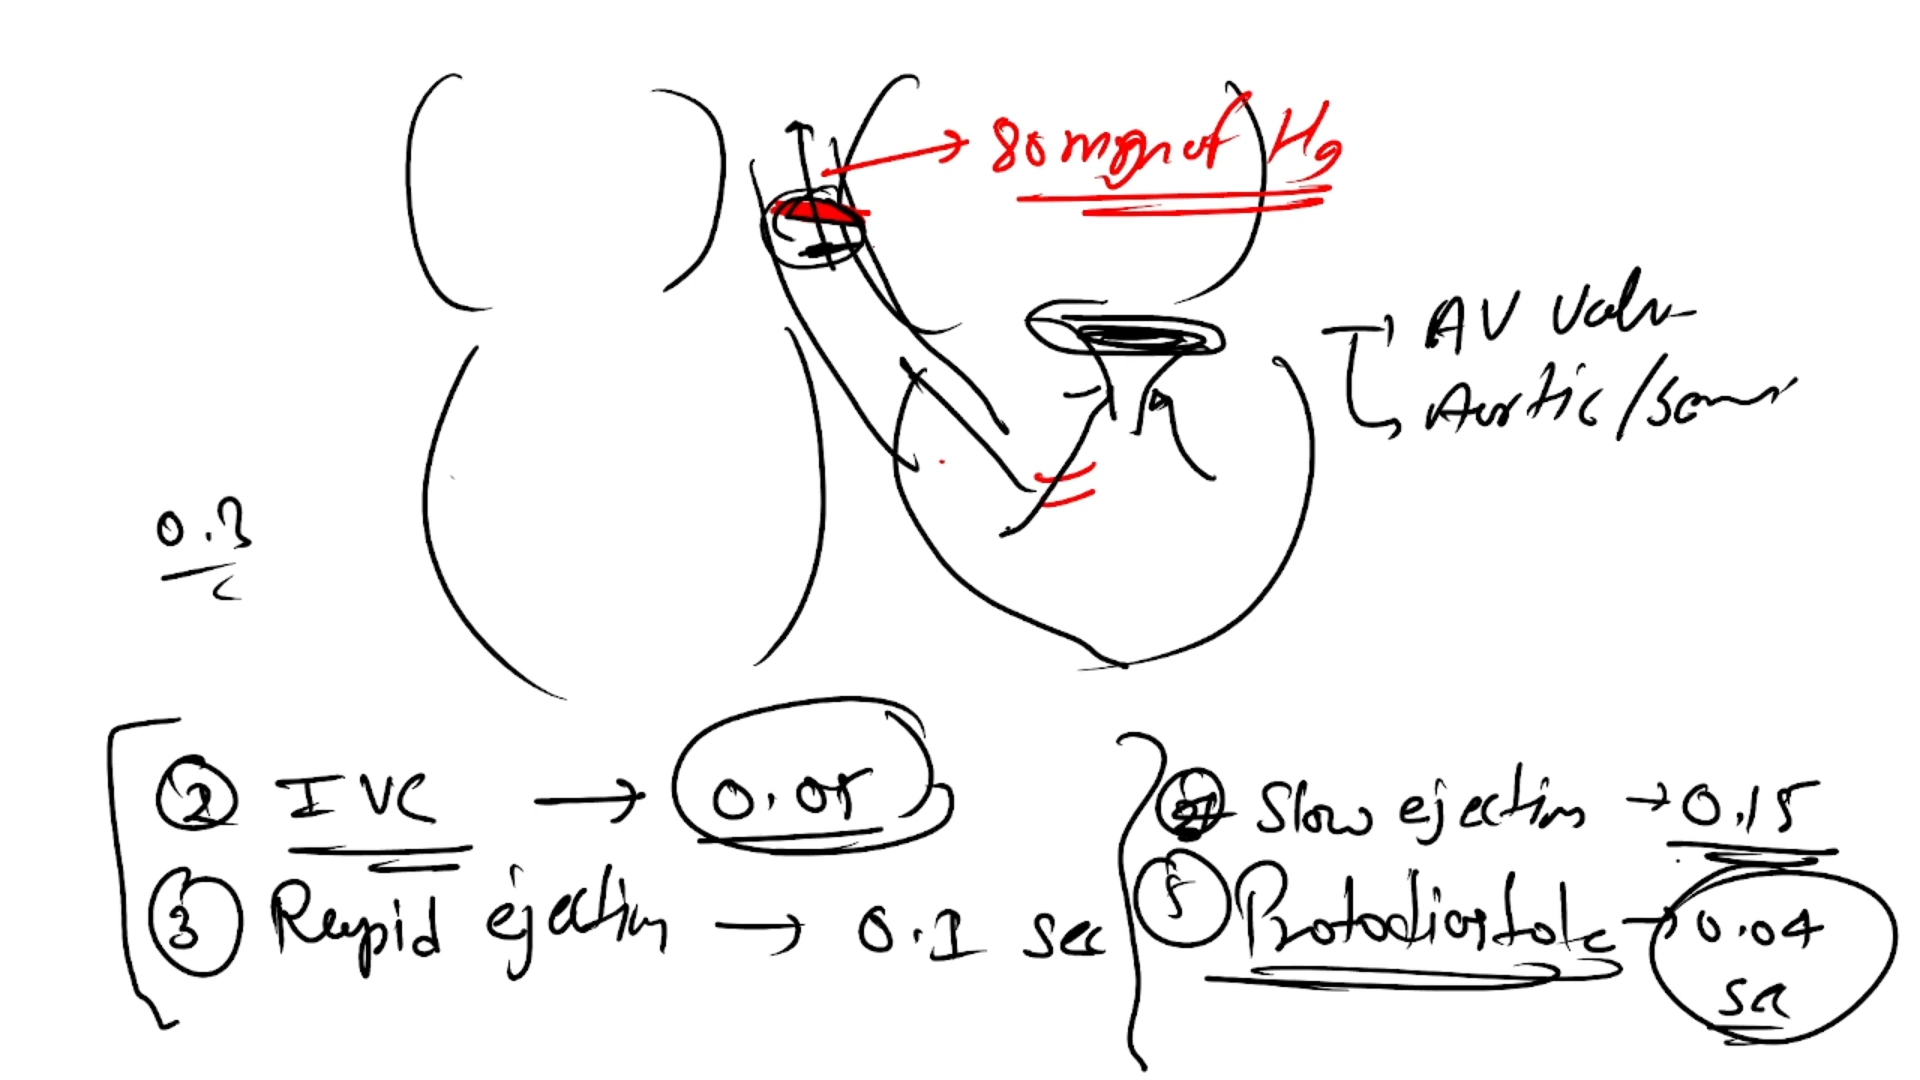 80 mm of Hg
AV Valv
Aortic/Sem
0.3
② IVC → 0.05
③ Rapid ejection → 0.1 sec
④ Slow ejection → 0.15
⑤ Protodiastole → 0.04
sec